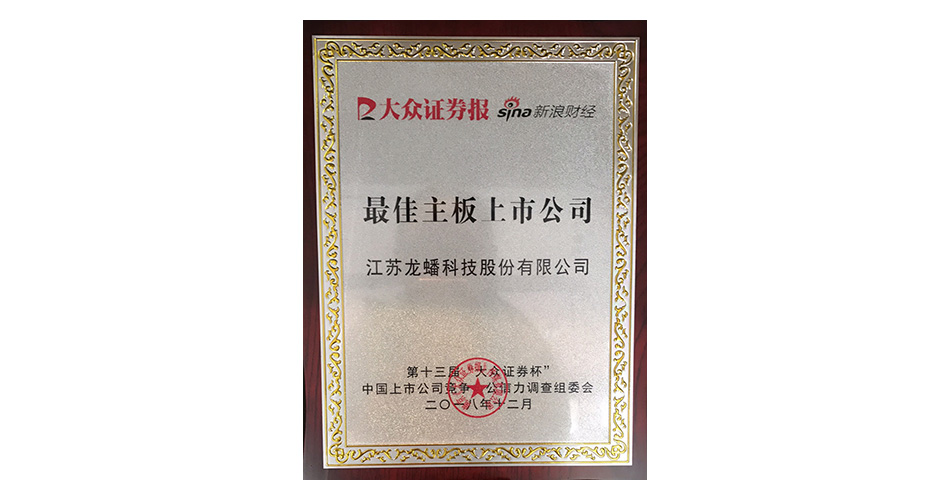 大众证券报 sina新浪财经
最佳主板上市公司
江苏龙蟠科技股份有限公司
第十三届“大众证券杯”
中国上市公司竞争力公信力调查组委会
二〇一八年十二月